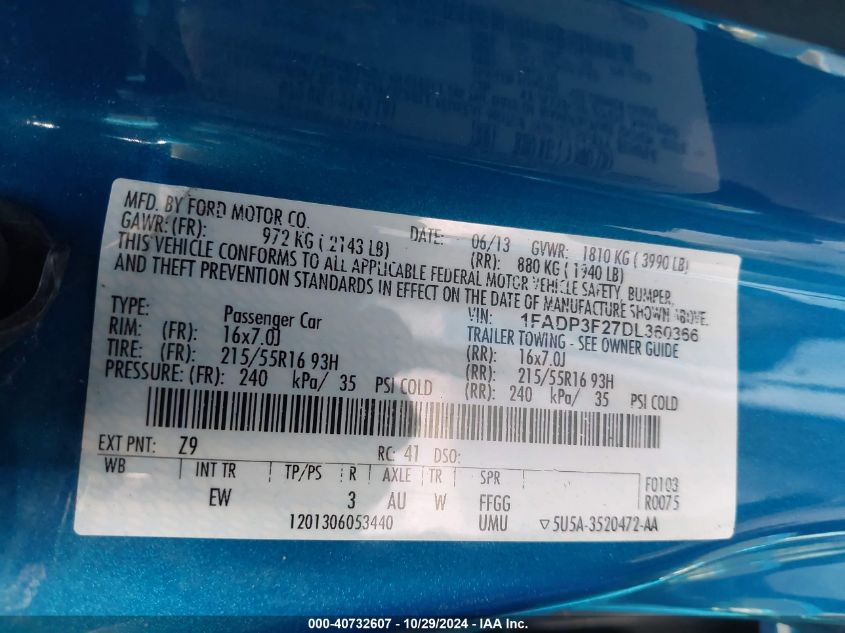 MFD. BY FORD MOTOR CO.
DATE: 06/13 GVWR: 1810 KG ( 3990 LB)
GAWR: (FR): 972 KG ( 2143 LB) (RR): 880 KG ( 1940 LB)
THIS VEHICLE CONFORMS TO ALL APPLICABLE FEDERAL MOTOR VEHICLE SAFETY, BUMPER,
AND THEFT PREVENTION STANDARDS IN EFFECT ON THE DATE OF MANUFACTURE SHOWN ABOVE.
VIN: 1FADP3F27DL360366
TYPE: Passenger Car TRAILER TOWING - SEE OWNER GUIDE
RIM: (FR): 16x7.0J (RR): 16x7.0J
TIRE: (FR): 215/55R16 93H (RR): 215/55R16 93H
PRESSURE: (FR): 240 kPa/ 35 PSI COLD (RR): 240 kPa/ 35 PSI COLD
EXT PNT: Z9 RC: 41 DSO:
WB INT TR TP/PS R AXLE TR SPR F0103
EW 3 AU W FFGG R0075
1201306053440 UMU ▽5U5A-3520472-AA
000-40732607 - 10/29/2024 - IAA Inc.